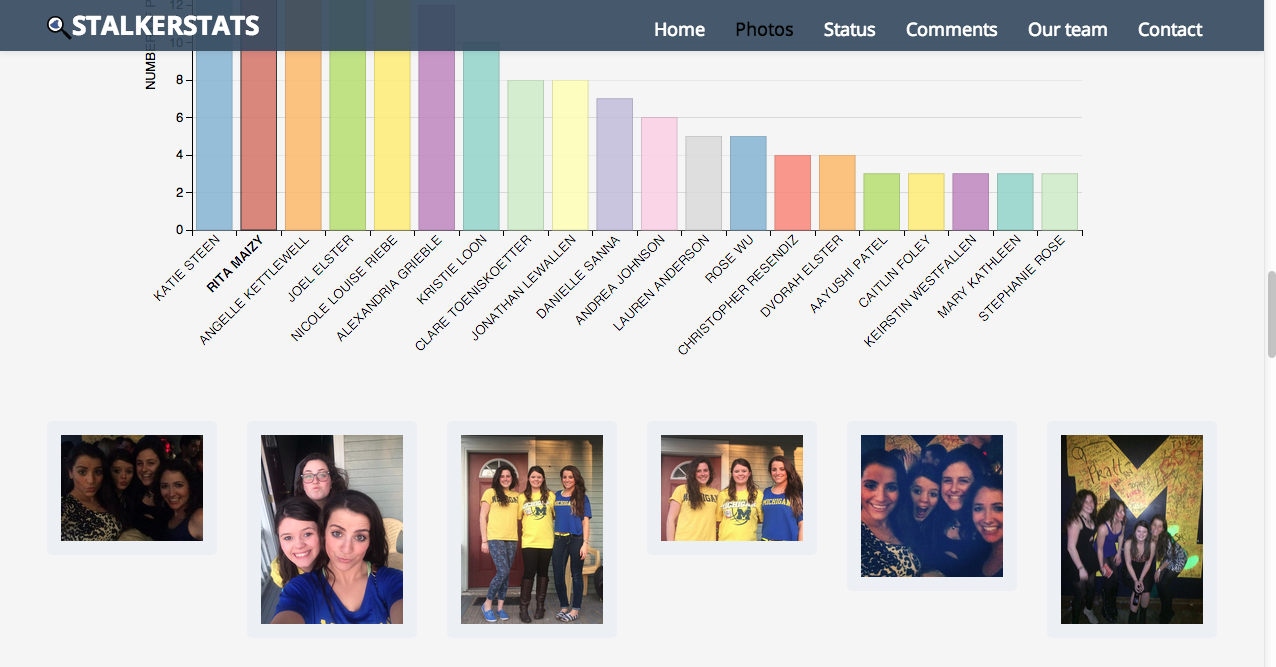 STALKERSTATS
Home Photos Status Comments Our team Contact
12
10
8
6
4
2
0
KATIE STEEN
RITA MAIZY
ANGELLE KETTLEWELL
JOEL ELSTER
NICOLE LOUISE RIEBE
ALEXANDRIA GRIEBLE
KRISTIE LOON
CLARE TOENISKOETTER
JONATHAN LEWALLEN
DANIELLE SANNA
ANDREA JOHNSON
LAUREN ANDERSON
ROSE WU
CHRISTOPHER RESENDIZ
DVORAH ELSTER
AAYUSHI PATEL
CAITLIN FOLEY
KEIRSTIN WESTFALLEN
MARY KATHLEEN
STEPHANIE ROSE
MICHIGAN
MICHIGAN
M
MICHIGAN
MICHIGAN
M